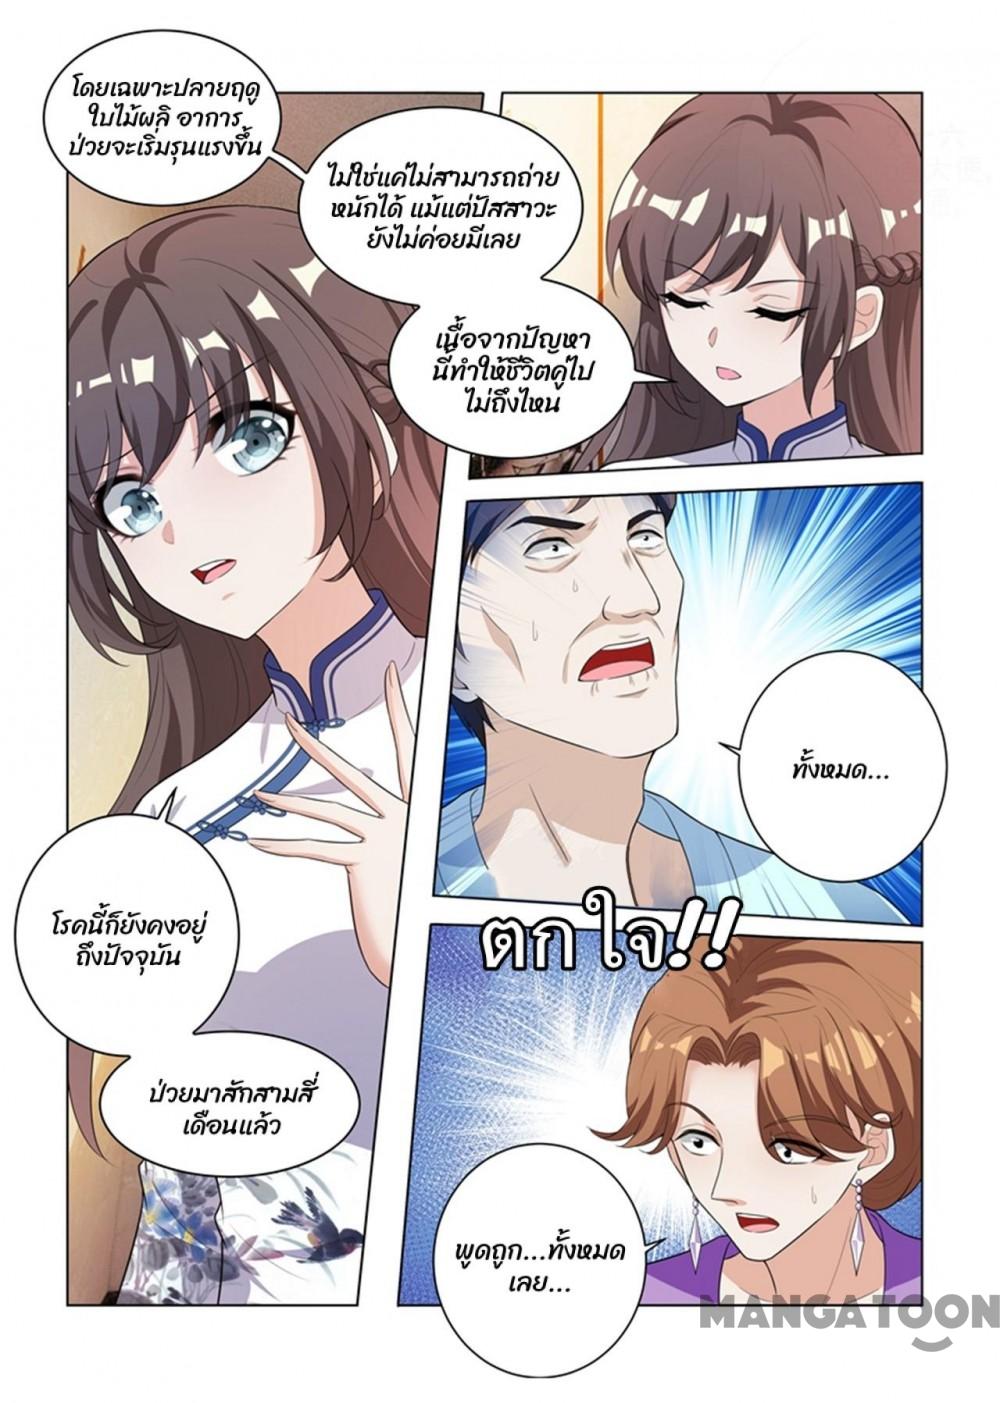 โดยเฉพาะปลายฤดู
ใบไม้ผลิ อาการ
ป่วยจะเริ่มรุนแรงขึ้น
ไม่ใช่แค่ไม่สามารถถ่าย
หนักได้ แม้แต่ปัสสาวะ
ยังไม่ค่อยมีเลย
เนื้อจากปัญหา
นี้ทำให้ชีวิตคู่ไป
ไม่ถึงไหน
ทั้งหมด...
โรคนี้ก็ยังคงอยู่
ถึงปัจจุบัน
ป่วยมาสักสามสี่
เดือนแล้ว
ตกใจ!!
พูดถูก...ทั้งหมด
เลย...
MANGATOON